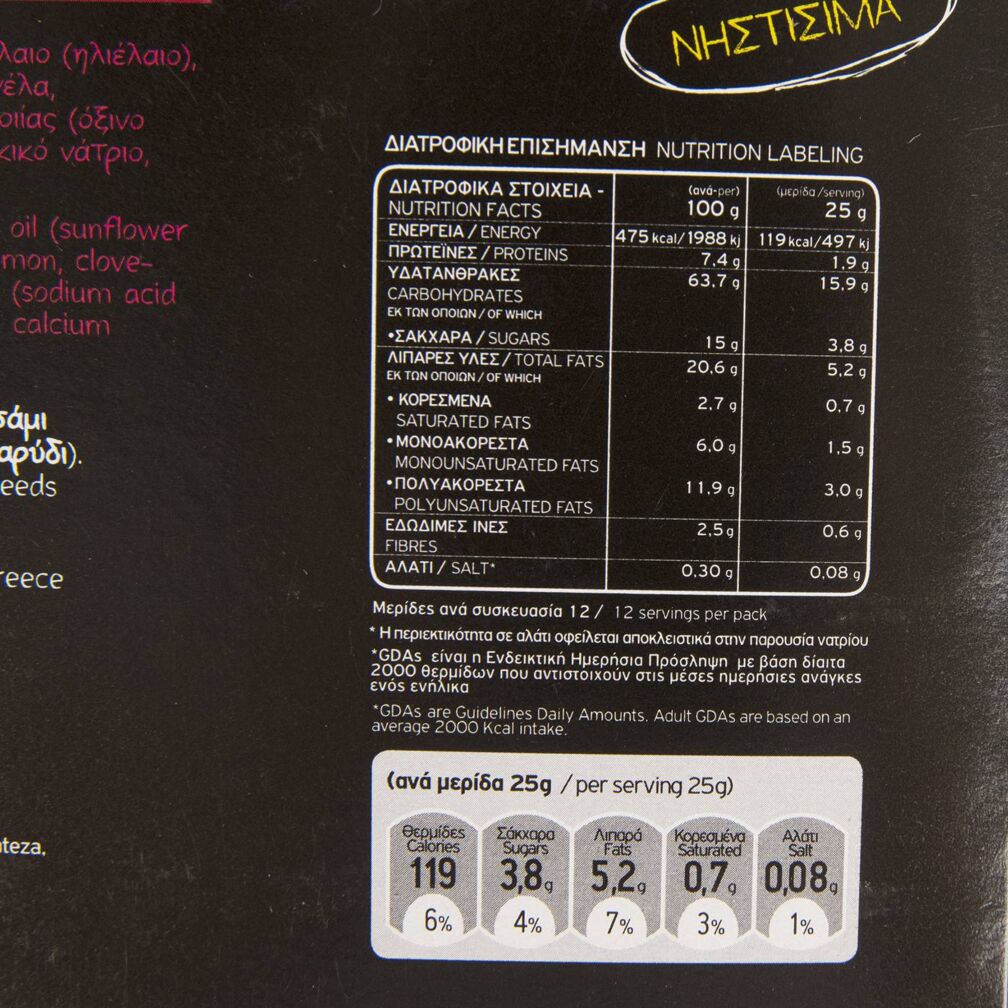 ΝΗΣΤΙΣΙΜΑ
λαιο (ηλιέλαιο),
(όξινο
νάτριο,
oil (sunflower
clove-
(sodium acid
calcium
ΔΙΑΤΡΟΦΙΚΗ ΕΠΙΣΗΜΑΝΣΗ NUTRITION LABELING
ΔΙΑΤΡΟΦΙΚΑ ΣΤΟΙΧΕΙΑ - (ανά-per) (μερίδα/serving)
NUTRITION FACTS 100 g 25 g
ΕΝΕΡΓΕΙΑ / ENERGY 475 kcal/1988 kj 119 kcal/497 kj
ΠΡΩΤΕΪΝΕΣ / PROTEINS 7,4 g 1,9 g
ΥΔΑΤΑΝΘΡΑΚΕΣ 63,7 g 15,9 g
CARBOHYDRATES
ΕΚ ΤΩΝ ΟΠΟΙΩΝ / OF WHICH
•ΣΑΚΧΑΡΑ / SUGARS 15 g 3,8 g
ΛΙΠΑΡΕΣ ΥΛΕΣ / TOTAL FATS 20,6 g 5,2 g
ΕΚ ΤΩΝ ΟΠΟΙΩΝ / OF WHICH
• ΚΟΡΕΣΜΕΝΑ 2,7 g 0,7 g
SATURATED FATS
•ΜΟΝΟΑΚΟΡΕΣΤΑ 6,0 g 1,5 g
MONOUNSATURATED FATS
•ΠΟΛΥΑΚΟΡΕΣΤΑ 11,9 g 3,0 g
POLYUNSATURATED FATS
ΕΔΩΔΙΜΕΣ ΙΝΕΣ 2,5 g 0,6 g
FIBRES
ΑΛΑΤΙ / SALT* 0,30 g 0,08 g
Μερίδες ανά συσκευασία 12 / 12 servings per pack
* Η περιεκτικότητα σε αλάτι οφείλεται αποκλειστικά στην παρουσία νατρίου
*GDAs είναι η Ενδεικτική Ημερήσια Πρόσληψη με βάση δίαιτα
2000 θερμίδων που αντιστοιχούν στις μέσες ημερήσιες ανάγκες
ενός ενήλικα
*GDAs are Guidelines Daily Amounts. Adult GDAs are based on an
average 2000 Kcal intake.
(ανά μερίδα 25g / per serving 25g)
Θερμίδες Σάκχαρα Λιπαρά Κορεσμένα Αλάτι
Calories Sugars Fats Saturated Salt
119 3,8g 5,2g 0,7g 0,08g
6% 4% 7% 3% 1%